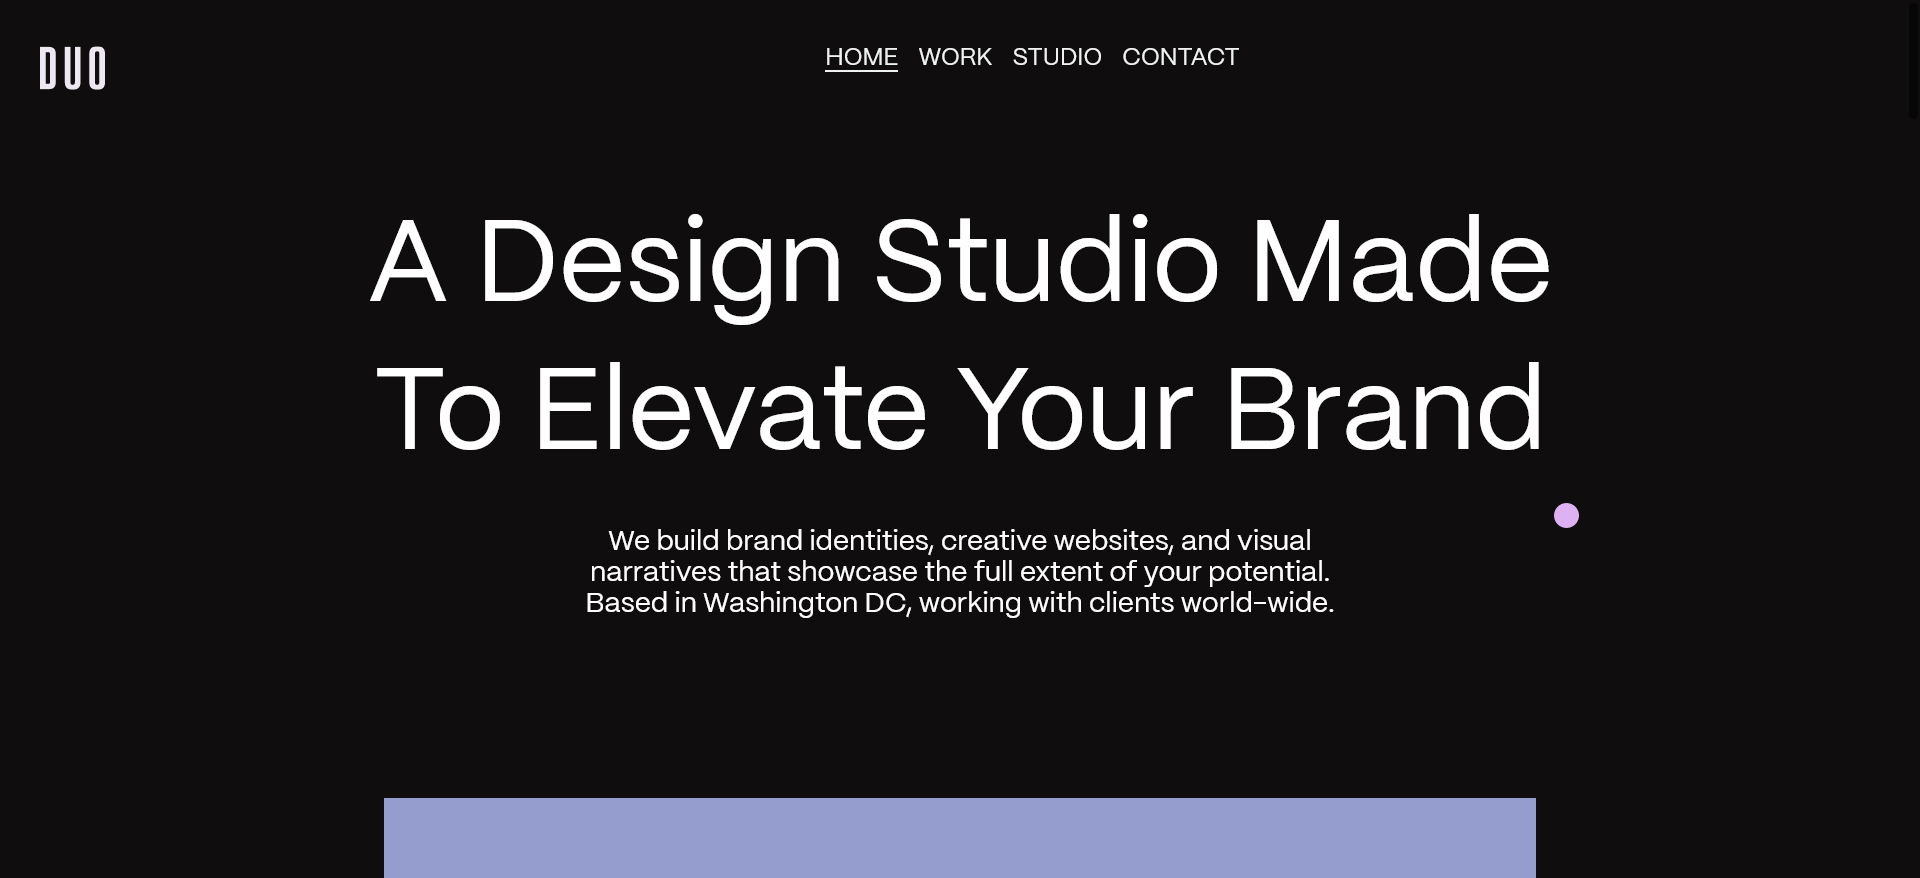 DUO
HOME WORK STUDIO CONTACT
A Design Studio Made
To Elevate Your Brand
We build brand identities, creative websites, and visual
narratives that showcase the full extent of your potential.
Based in Washington DC, working with clients world-wide.